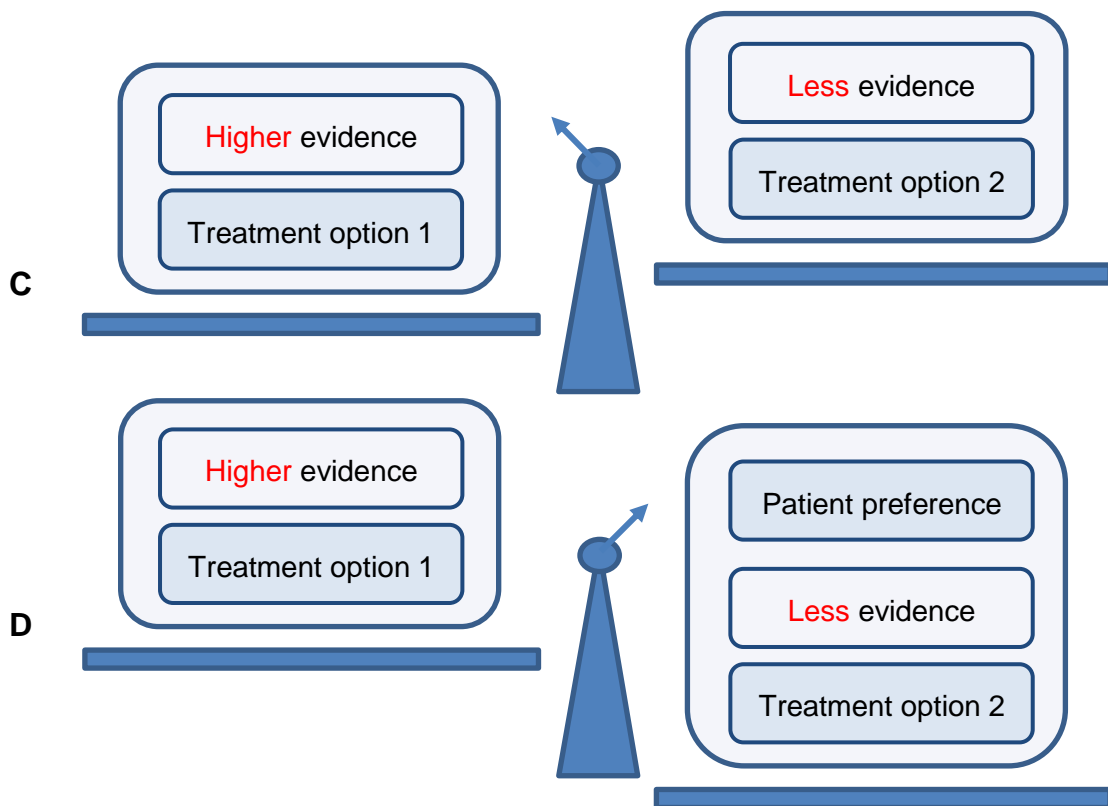 Higher evidence
Treatment option 1
Less evidence
Treatment option 2
C
Higher evidence
Treatment option 1
Patient preference
Less evidence
Treatment option 2
D